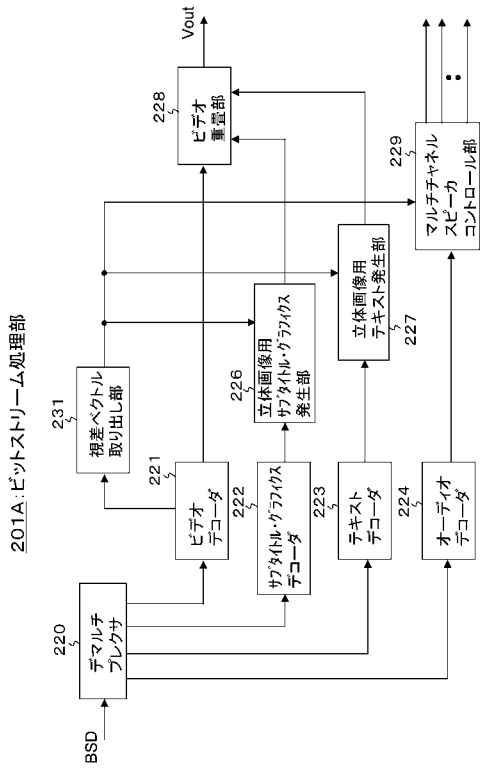 201A:ビットストリーム処理部
BSD
220
デマルチ
プレクサ
231
視差ベクトル
取り出し部
221
ビデオ
デコーダ
222
サブタイトル・グラフィクス
デコーダ
223
テキスト
デコーダ
224
オーディオ
デコーダ
226
立体画像用
サブタイトル・グラフィクス
発生部
立体画像用
テキスト発生部
227
228
ビデオ
重畳部
Vout
229
マルチチャネル
スピーカ
コントロール部